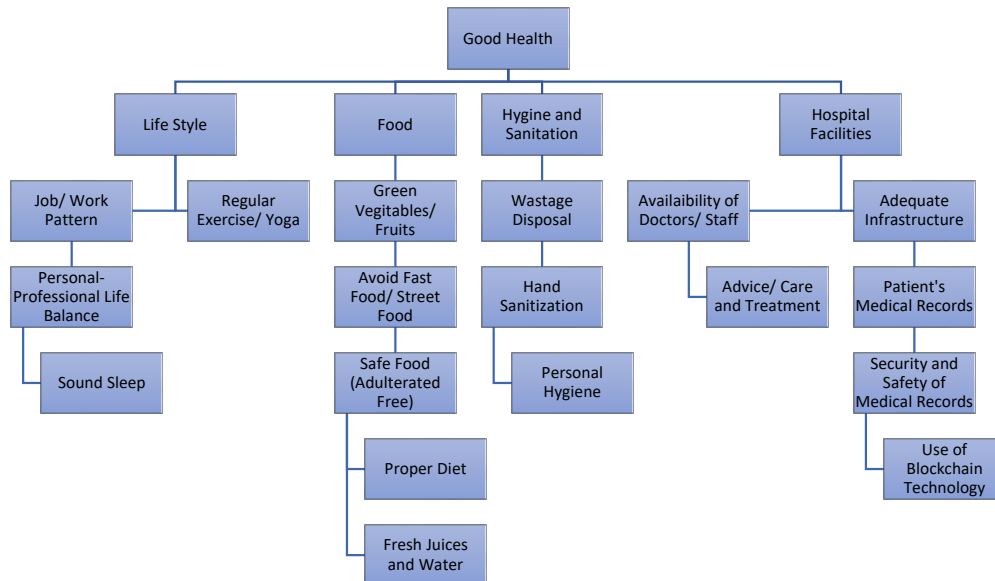 Good Health
Life Style
Food
Hygine and
Sanitation
Hospital
Facilities
Job/ Work
Pattern
Regular
Exercise/ Yoga
Green
Vegitables/
Fruits
Wastage
Disposal
Availaibility of
Doctors/ Staff
Adequate
Infrastructure
Personal-
Professional Life
Balance
Avoid Fast
Food/ Street
Food
Hand
Sanitization
Advice/ Care
and Treatment
Patient's
Medical Records
Sound Sleep
Safe Food
(Adulterated
Free)
Personal
Hygiene
Security and
Safety of
Medical Records
Proper Diet
Use of
Blockchain
Technology
Fresh Juices
and Water